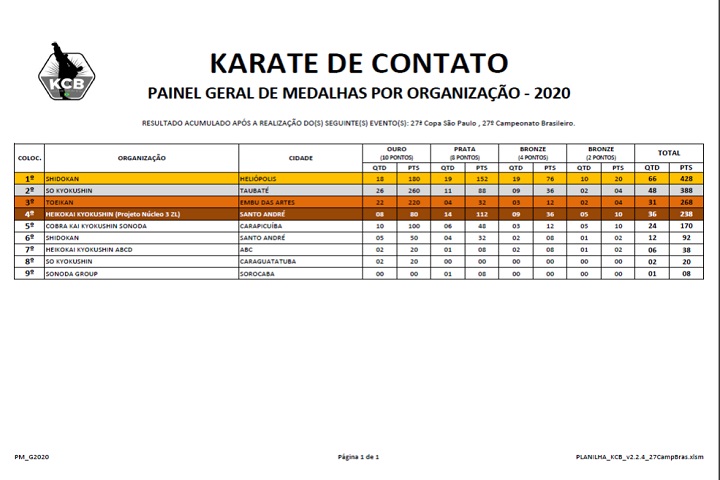 KCB
KARATE DE CONTATO
PAINEL GERAL DE MEDALHAS POR ORGANIZAÇÃO - 2020
RESULTADO ACUMULADO APÓS A REALIZAÇÃO DO(S) SEGUINTE(S) EVENTO(S): 27ª Copa São Paulo , 27º Campeonato Brasileiro.
COLOC. ORGANIZAÇÃO CIDADE OURO (10 PONTOS) PRATA (8 PONTOS) BRONZE (4 PONTOS) BRONZE (2 PONTOS) TOTAL
QTD PTS QTD PTS QTD PTS QTD PTS QTD PTS
1º SHIDOKAN HELIÓPOLIS 18 180 19 152 19 76 10 20 66 428
2º SO KYOKUSHIN TAUBATÉ 26 260 11 88 09 36 02 04 48 388
3º TOEIKAN EMBU DAS ARTES 22 220 04 32 03 12 02 04 31 268
4º HEIKOKAI KYOKUSHIN (Projeto Núcleo 3 ZL) SANTO ANDRÉ 08 80 14 112 09 36 05 10 36 238
5º COBRA KAI KYOKUSHIN SONODA CARAPICUÍBA 10 100 06 48 03 12 05 10 24 170
6º SHIDOKAN SANTO ANDRÉ 05 50 04 32 02 08 01 02 12 92
7º HEIKOKAI KYOKUSHIN ABCD ABC 02 20 01 08 02 08 01 02 06 38
8º SO KYOKUSHIN CARAGUATATUBA 02 20 00 00 00 00 00 00 02 20
9º SONODA GROUP SOROCABA 00 00 01 08 00 00 00 00 01 08
PM_G2020 Página 1 de 1 PLANILHA_KCB_v2.2.4_27CampBras.xlsm